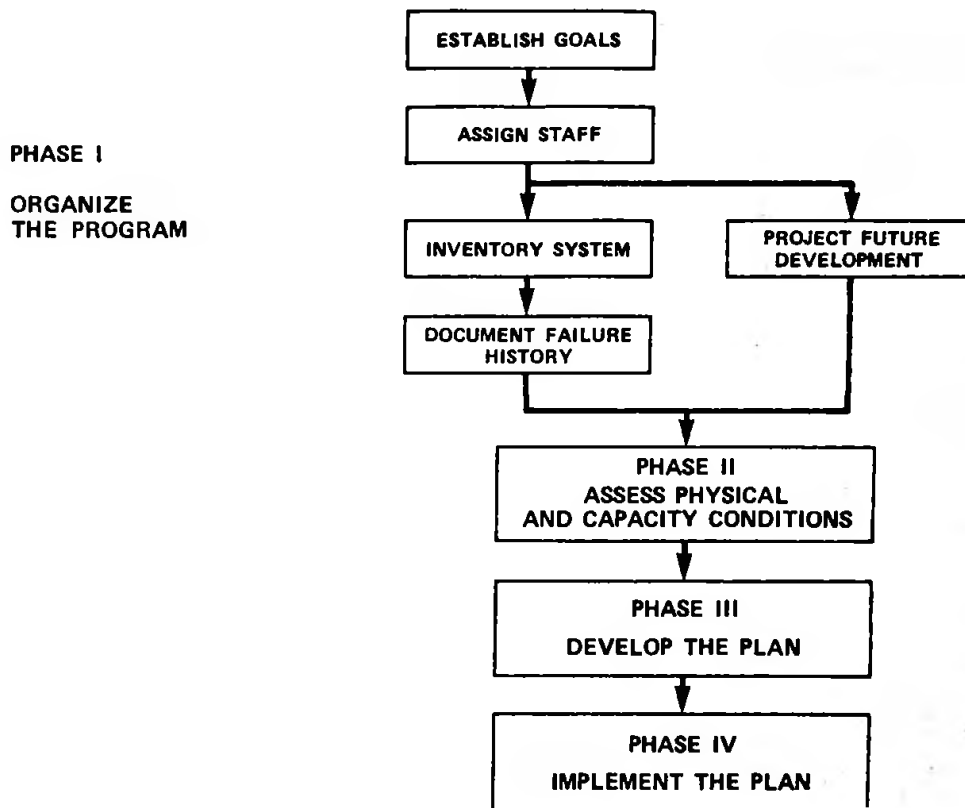 ESTABLISH GOALS
ASSIGN STAFF
PHASE I
ORGANIZE
THE PROGRAM
INVENTORY SYSTEM
PROJECT FUTURE
DEVELOPMENT
DOCUMENT FAILURE
HISTORY
PHASE II
ASSESS PHYSICAL
AND CAPACITY CONDITIONS
PHASE III
DEVELOP THE PLAN
PHASE IV
IMPLEMENT THE PLAN